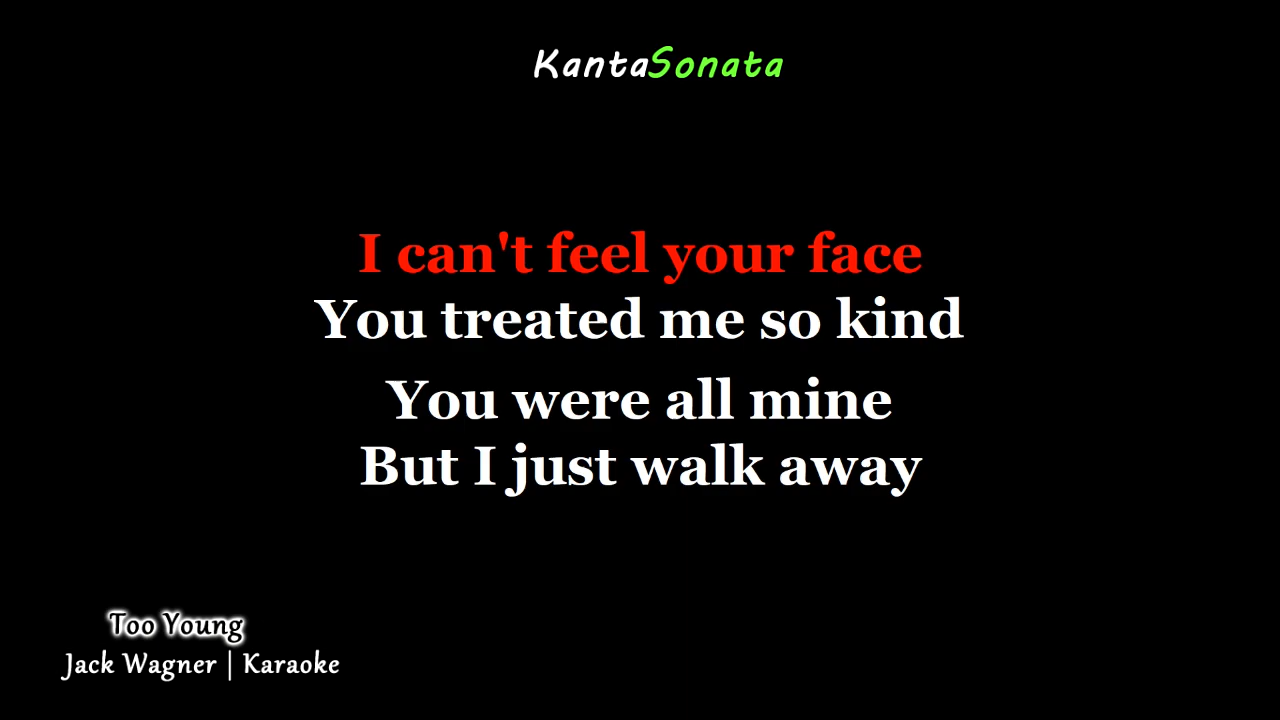 KantaSonata
I can't feel your face
You treated me so kind
You were all mine
But I just walk away
Too Young
Jack Wagner | Karaoke